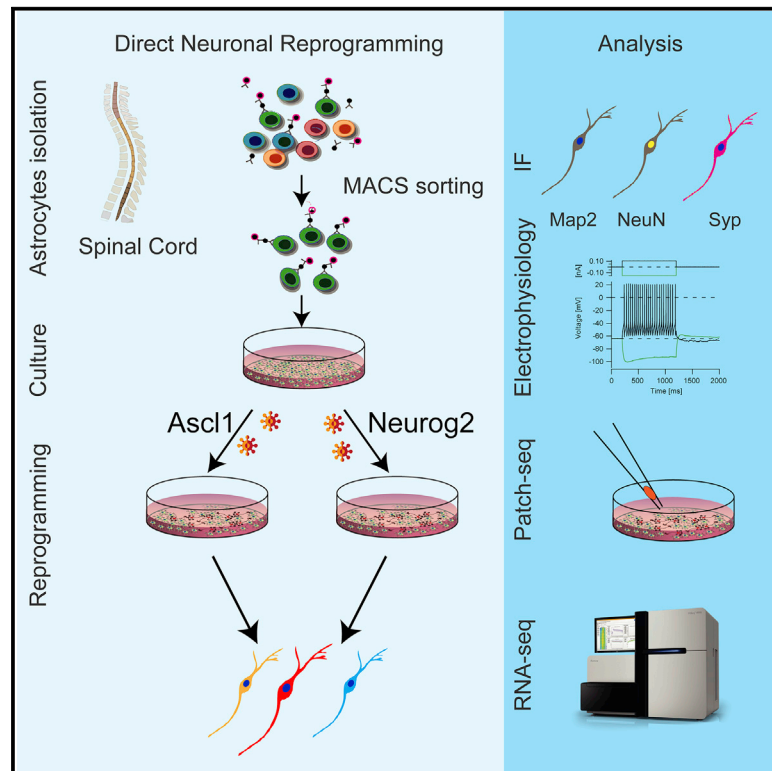 Direct Neuronal Reprogramming
Astrocytes isolation
Spinal Cord
MACS sorting
Culture
Ascl1
Neurog2
Reprogramming
Analysis
IF
Map2 NeuN Syp
Electrophysiology
[nA]
0.10
-0.10
Voltage [mV]
20
0
-20
-40
-60
-80
-100
0 500 1000 1500 2000
Time [ms]
Patch-seq
RNA-seq